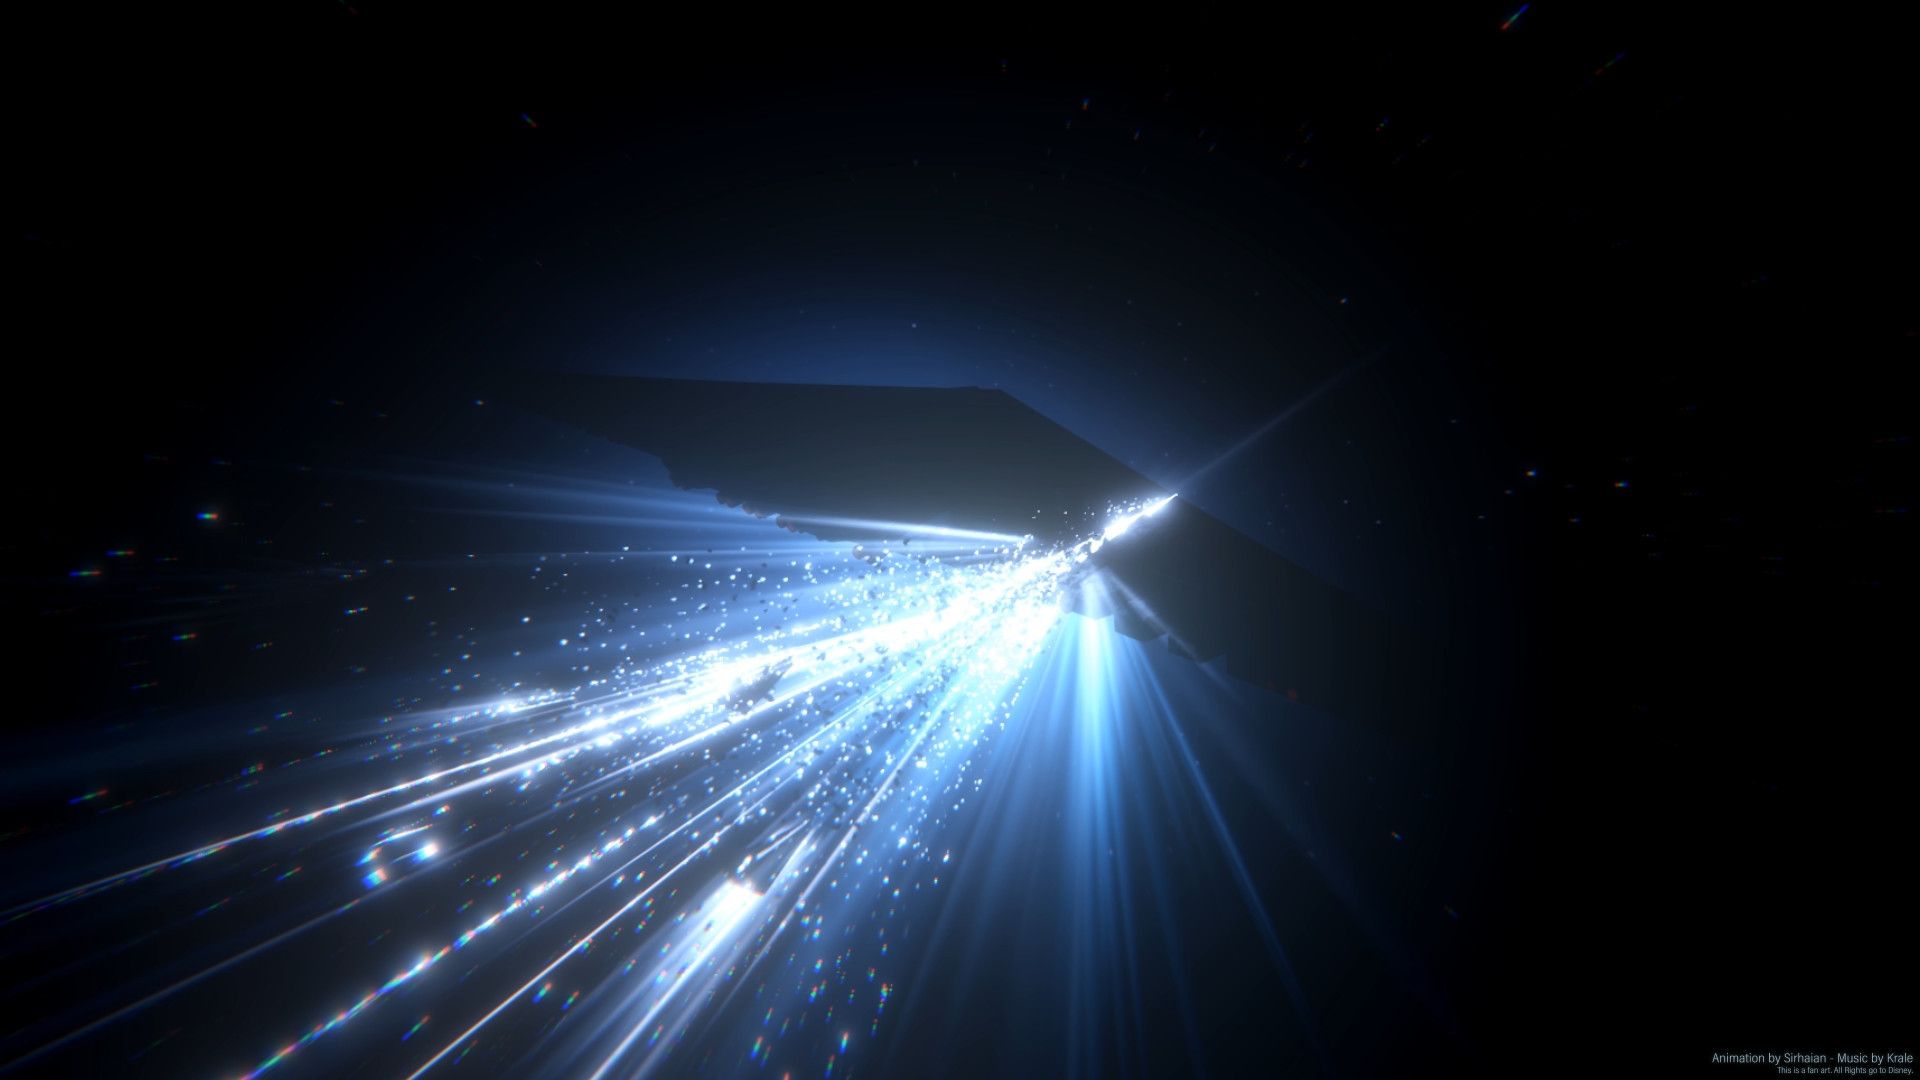 Animation by Sirhaian - Music by Krale
This is a fan art. All Rights go to Disney.